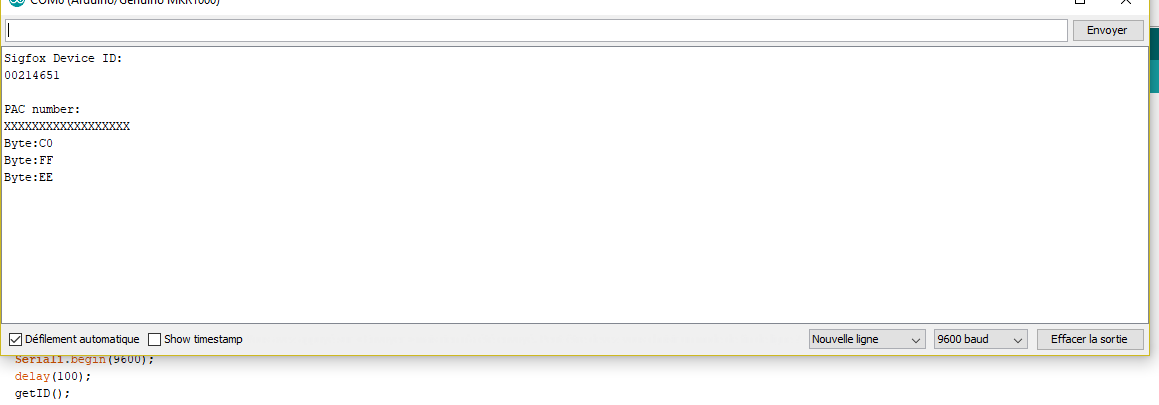 COM6 (Arduino/Genuino MKR1000)
Envoyer
Sigfox Device ID:
00214651
PAC number:
XXXXXXXXXXXXXXXXXX
Byte:C0
Byte:FF
Byte:EE
Défilement automatique Show timestamp Nouvelle ligne 9600 baud Effacer la sortie
Serial1.begin(9600);
delay(100);
getID();